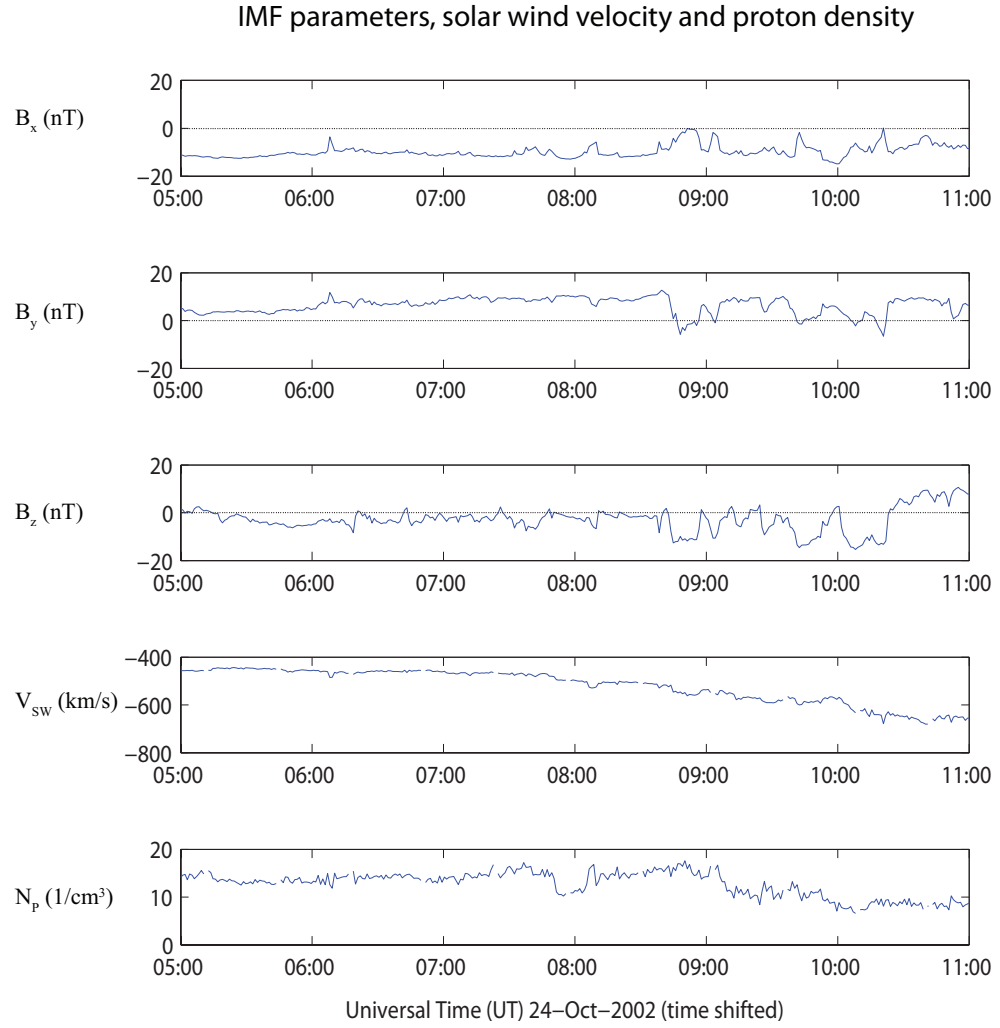 IMF parameters, solar wind velocity and proton density
20
Bx (nT)
0
−20
05:00 06:00 07:00 08:00 09:00 10:00 11:00
20
By (nT)
0
−20
05:00 06:00 07:00 08:00 09:00 10:00 11:00
20
Bz (nT)
0
−20
05:00 06:00 07:00 08:00 09:00 10:00 11:00
−400
VSW (km/s)
−600
−800
05:00 06:00 07:00 08:00 09:00 10:00 11:00
20
NP (1/cm³)
10
0
05:00 06:00 07:00 08:00 09:00 10:00 11:00
Universal Time (UT) 24−Oct−2002 (time shifted)